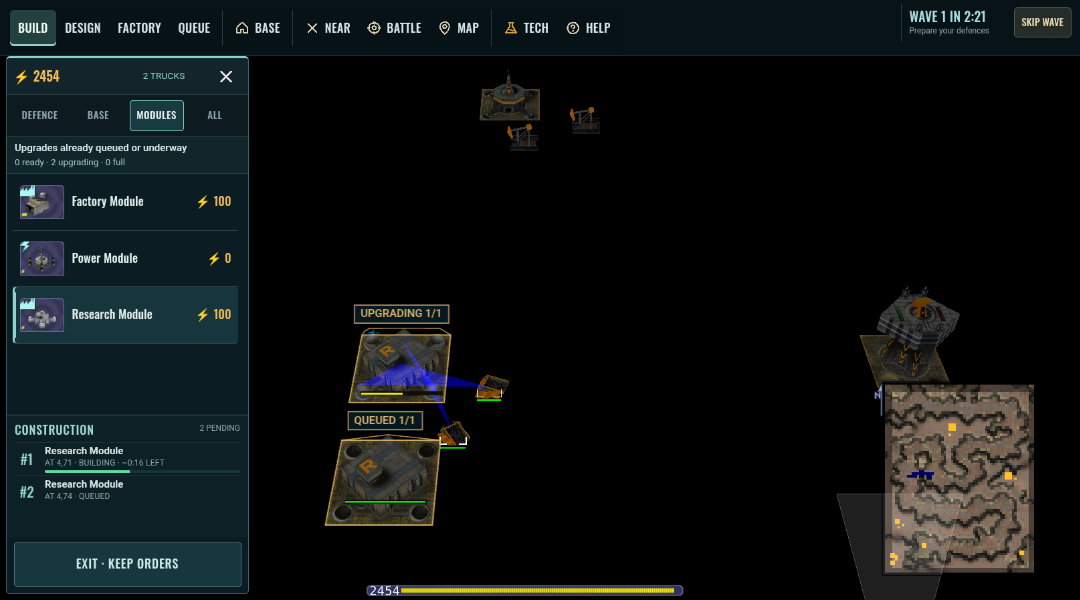 BUILD DESIGN FACTORY QUEUE BASE NEAR BATTLE MAP TECH HELP
WAVE 1 IN 2:21
Prepare your defences
SKIP WAVE
2454
2 TRUCKS
DEFENCE BASE MODULES ALL
Upgrades already queued or underway
0 ready · 2 upgrading · 0 full
Factory Module 100
Power Module 0
Research Module 100
UPGRADING 1/1
R
QUEUED 1/1
R
N
CONSTRUCTION 2 PENDING
#1 Research Module
AT 4,71 · BUILDING · ~0:16 LEFT
#2 Research Module
AT 4,74 · QUEUED
EXIT · KEEP ORDERS
2454